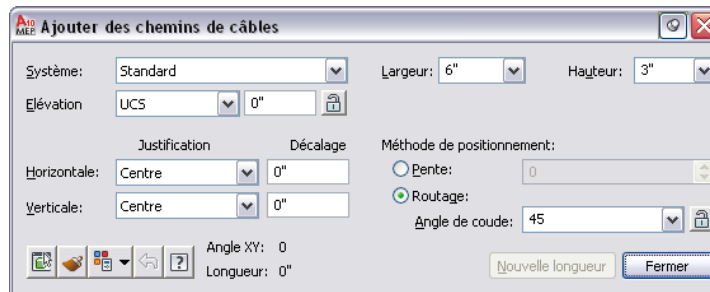 A10 MEP Ajouter des chemins de câbles
Système: Standard Largeur: 6" Hauteur: 3"
Elévation UCS 0"
Justification Décalage Méthode de positionnement:
Horizontale: Centre 0" Pente: 0
Verticale: Centre 0" Routage:
Angle de coude: 45
? Angle XY: 0
Longueur: 0" Nouvelle longueur Fermer